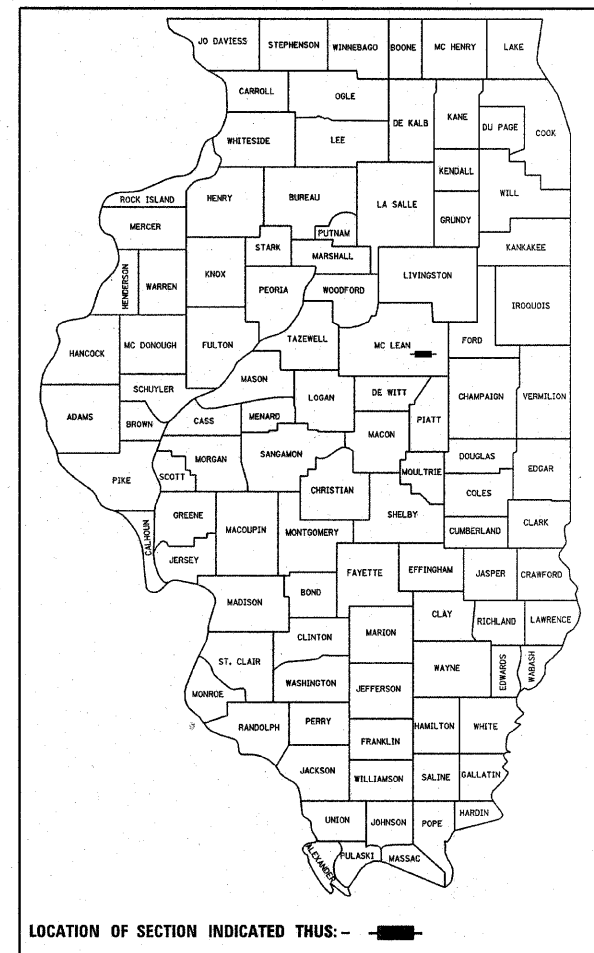 JO DAVIESS
STEPHENSON
WINNEBAGO
BOONE
MC HENRY
LAKE
CARROLL
OGLE
DE KALB
KANE
DU PAGE
COOK
WHITESIDE
LEE
KENDALL
WILL
ROCK ISLAND
HENRY
BUREAU
LA SALLE
GRUNDY
MERCER
PUTNAM
STARK
MARSHALL
KANKAKEE
HENDERSON
WARREN
KNOX
PEORIA
WOODFORD
LIVINGSTON
IROQUOIS
HANCOCK
MC DONOUGH
FULTON
TAZEWELL
MC LEAN
FORD
MASON
SCHUYLER
LOGAN
DE WITT
CHAMPAIGN
VERMILION
ADAMS
BROWN
CASS
MENARD
MACON
PIATT
MORGAN
SANGAMON
MOULTRIE
DOUGLAS
EDGAR
PIKE
SCOTT
CHRISTIAN
COLES
CALHOUN
GREENE
MACOUPIN
MONTGOMERY
SHELBY
CUMBERLAND
CLARK
JERSEY
FAYETTE
EFFINGHAM
JASPER
CRAWFORD
MADISON
BOND
CLAY
RICHLAND
LAWRENCE
CLINTON
MARION
ST. CLAIR
WAYNE
EDWARDS
WABASH
MONROE
WASHINGTON
JEFFERSON
RANDOLPH
PERRY
HAMILTON
WHITE
FRANKLIN
JACKSON
WILLIAMSON
SALINE
GALLATIN
UNION
JOHNSON
POPE
HARDIN
ALEXANDER
PULASKI
MASSAC
LOCATION OF SECTION INDICATED THUS: -